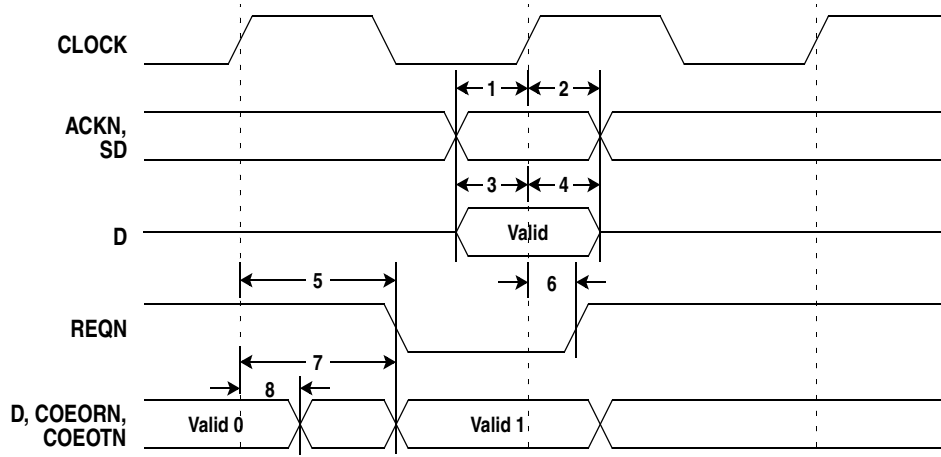 CLOCK
1 2
ACKN,
SD
3 4
D
Valid
5 6
REQN
7
8
D, COEORN,
COEOTN
Valid 0 Valid 1